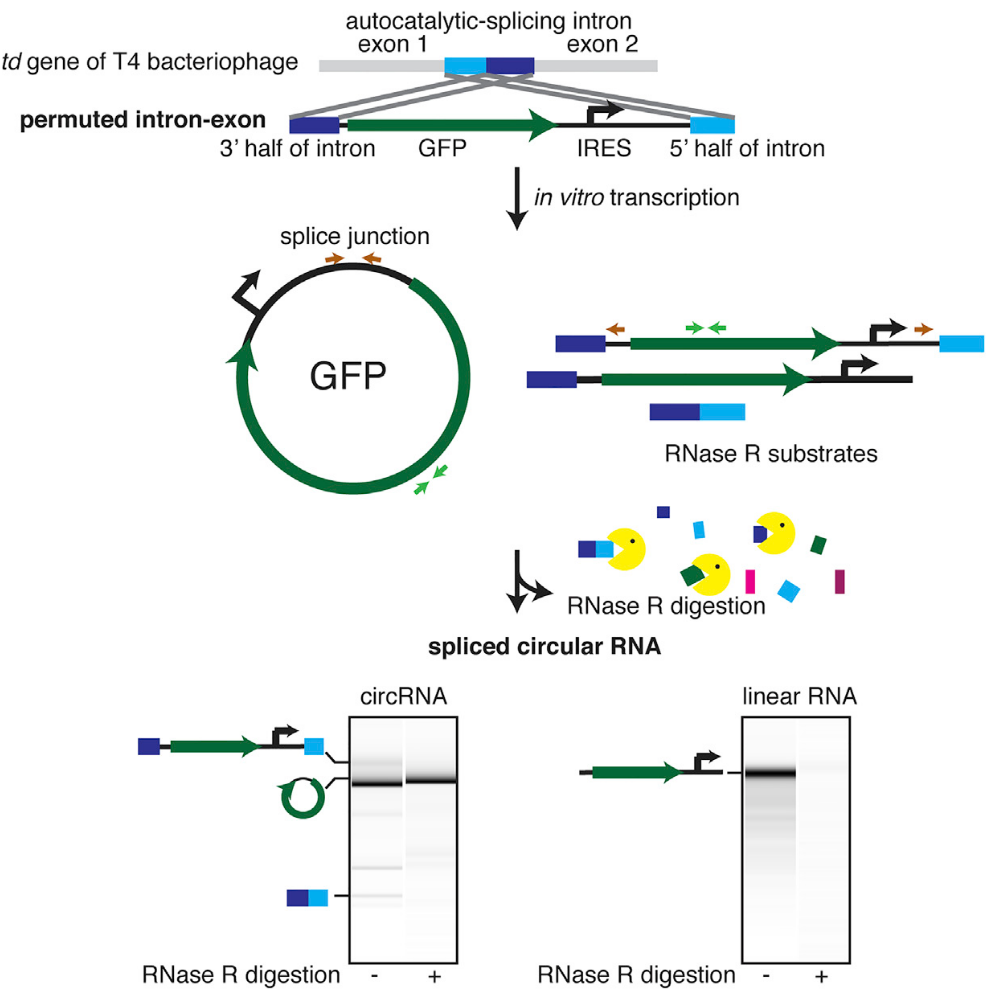 autocatalytic-splicing intron
exon 1 exon 2
td gene of T4 bacteriophage
permuted intron-exon
3’ half of intron GFP IRES 5’ half of intron
in vitro transcription
splice junction
GFP
RNase R substrates
RNase R digestion
spliced circular RNA
circRNA linear RNA
RNase R digestion - + RNase R digestion - +